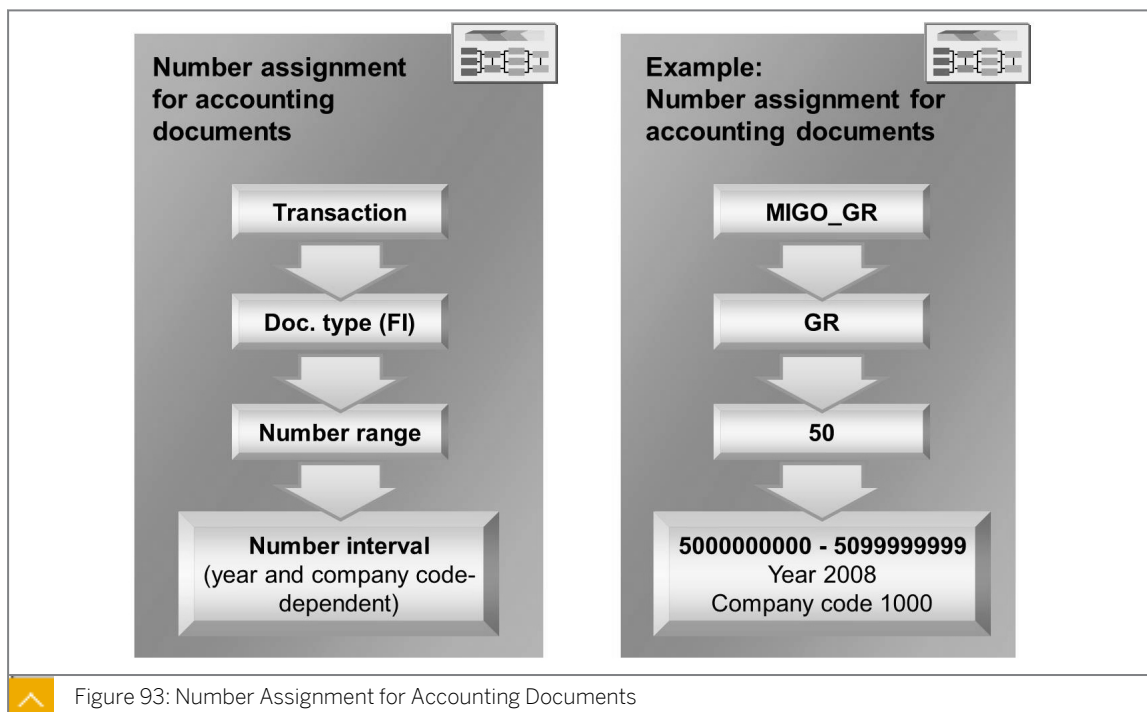 Number assignment
for accounting
documents
Transaction
Doc. type (FI)
Number range
Number interval
(year and company code-
dependent)
Example:
Number assignment for
accounting documents
MIGO_GR
GR
50
5000000000 - 5099999999
Year 2008
Company code 1000
Figure 93: Number Assignment for Accounting Documents